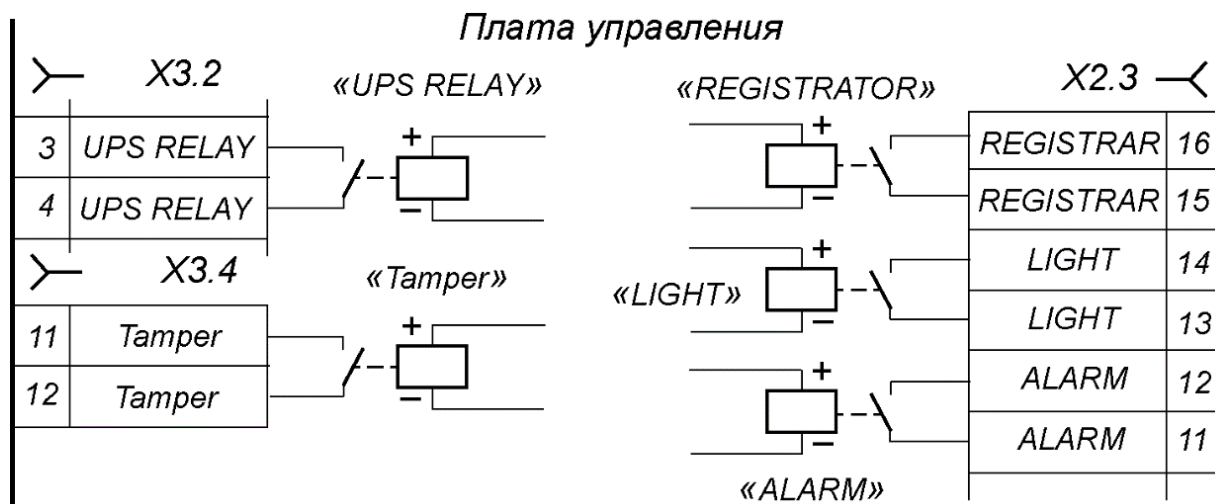 Плата управления
X3.2
«UPS RELAY»
3 UPS RELAY
4 UPS RELAY
+
−
X3.4
«Tamper»
11 Tamper
12 Tamper
+
−
«REGISTRATOR»
X2.3
+
−
REGISTRAR 16
REGISTRAR 15
«LIGHT»
+
−
LIGHT 14
LIGHT 13
+
−
ALARM 12
ALARM 11
«ALARM»